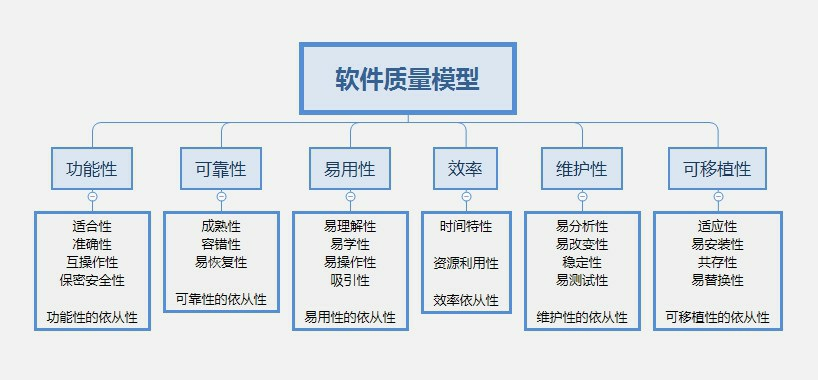 软件质量模型
功能性
可靠性
易用性
效率
维护性
可移植性
适合性
准确性
互操作性
保密安全性
功能性的依从性
成熟性
容错性
易恢复性
可靠性的依从性
易理解性
易学性
易操作性
吸引性
易用性的依从性
时间特性
资源利用性
效率依从性
易分析性
易改变性
稳定性
易测试性
维护性的依从性
适应性
易安装性
共存性
易替换性
可移植性的依从性